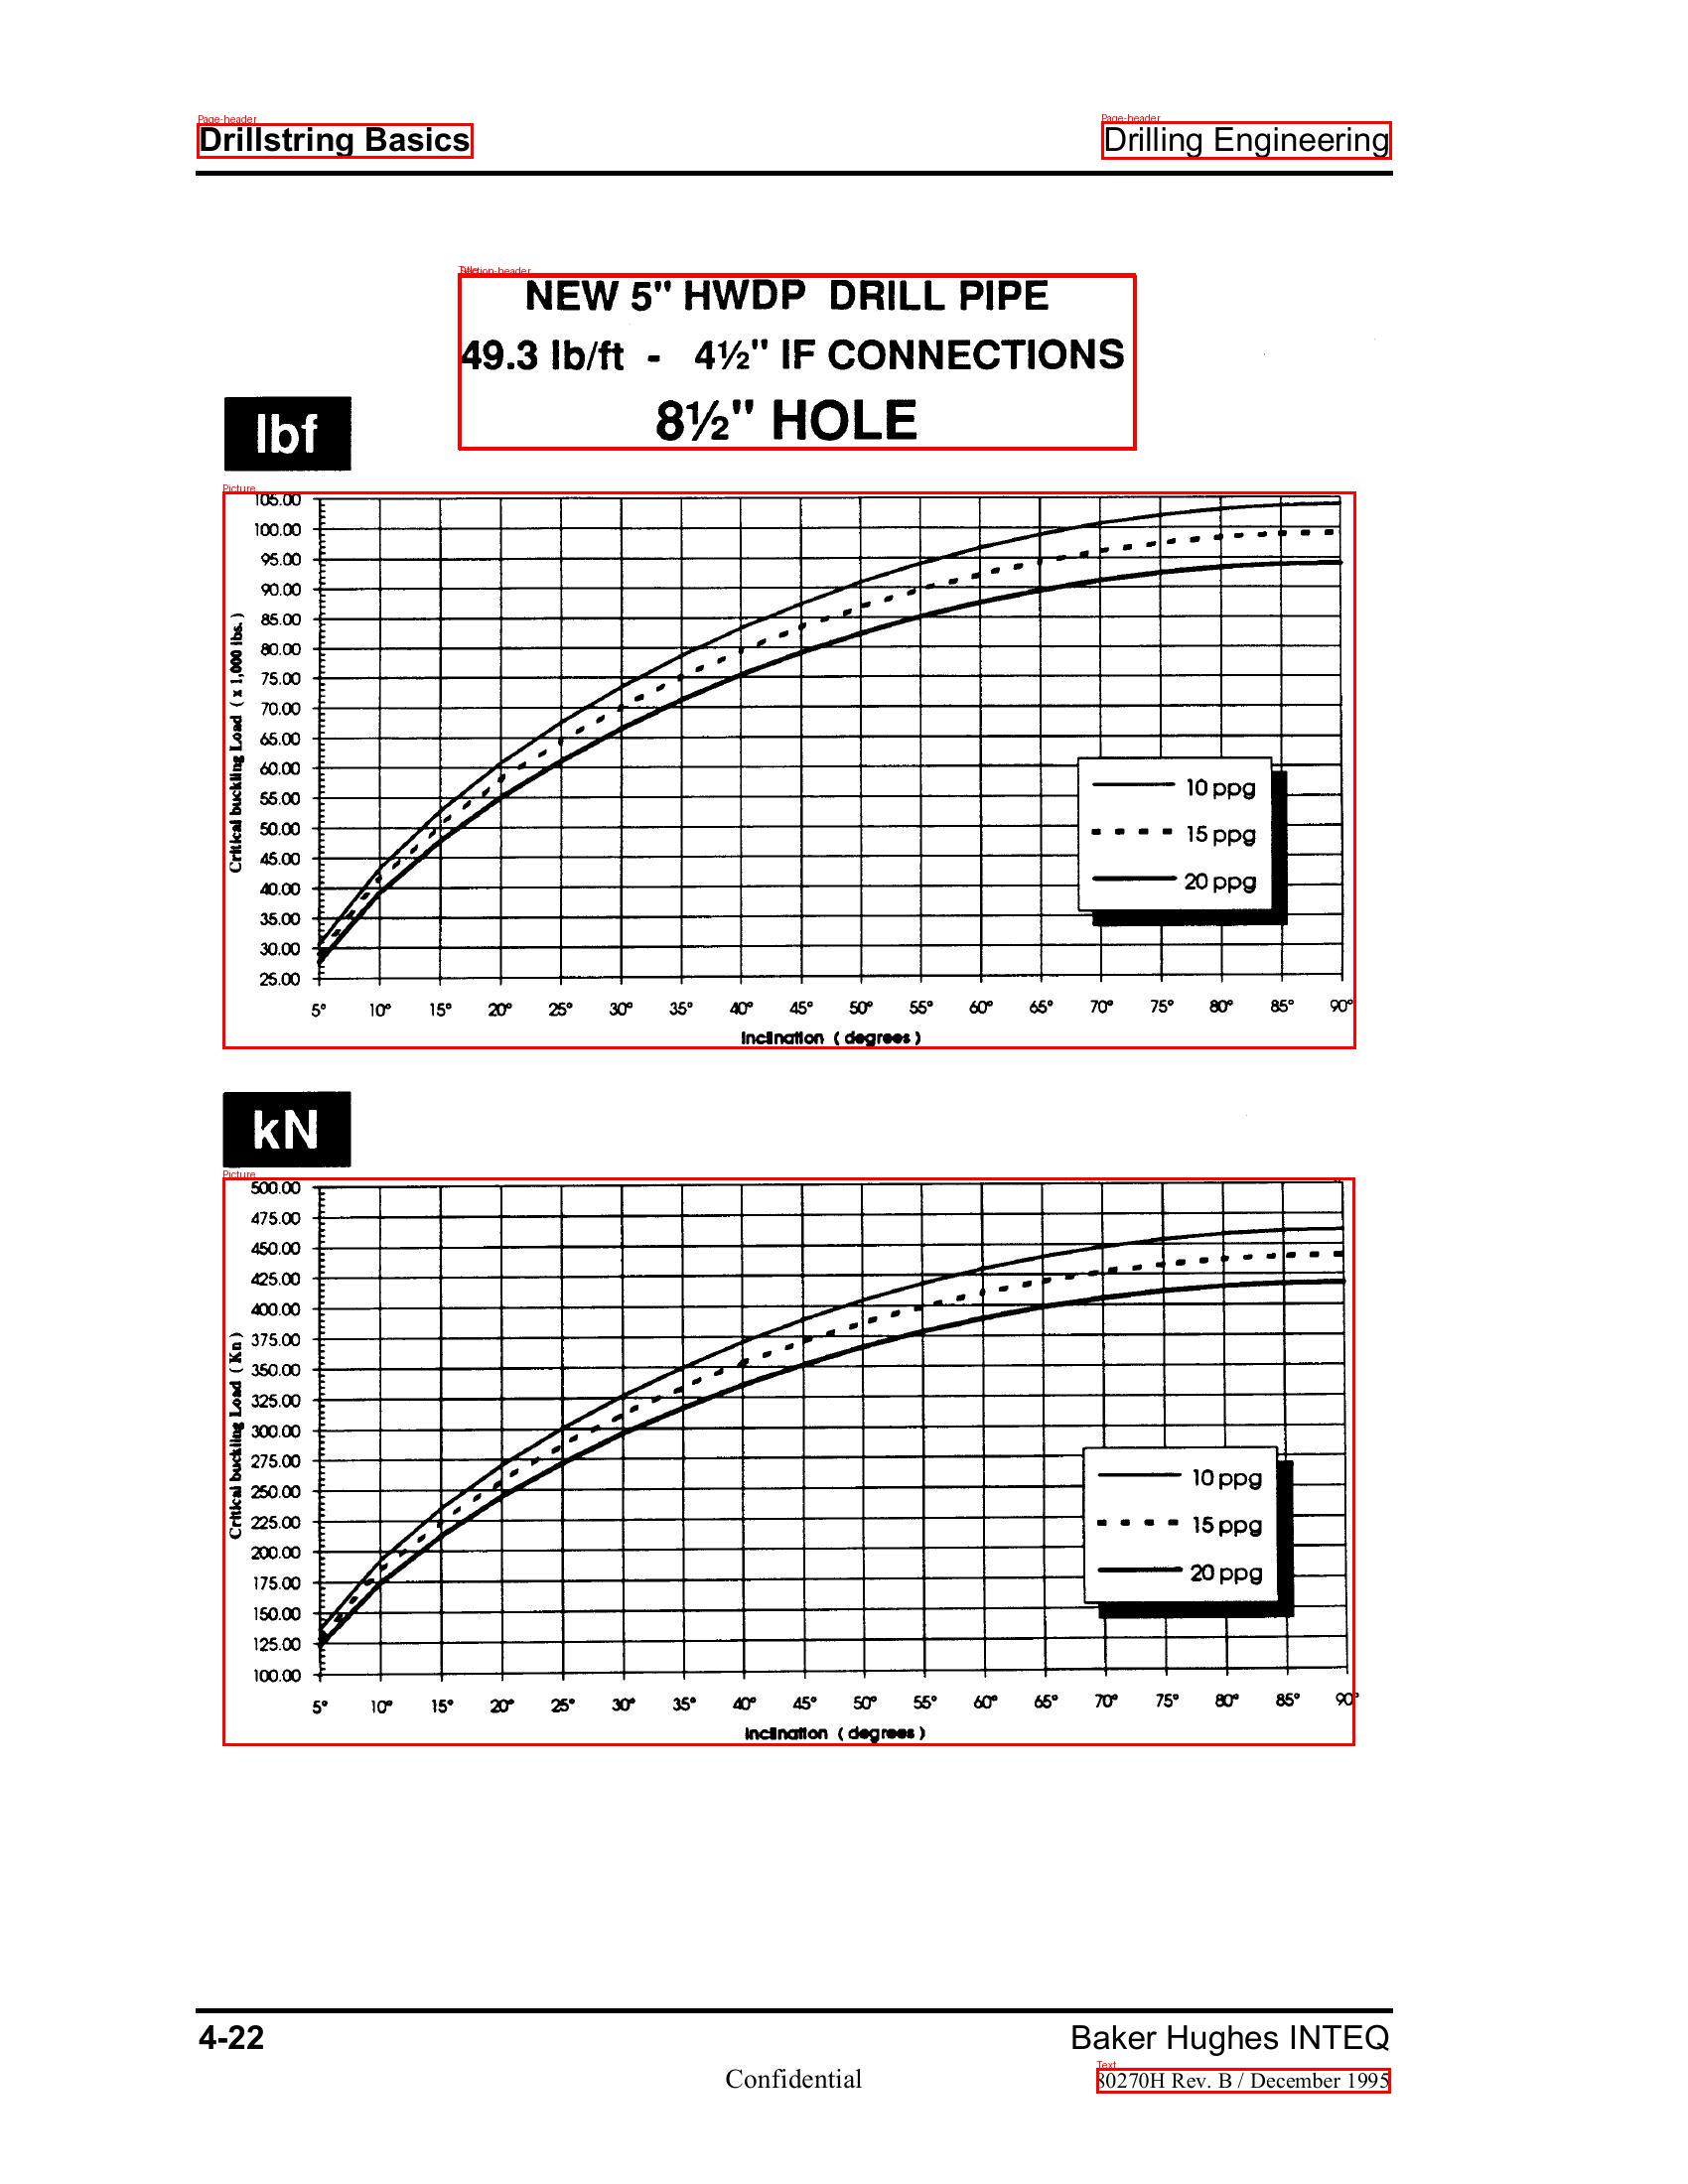 Page-header
Drillstring Basics
Page-header
Drilling Engineering
NEW 5" HWDP DRILL PIPE
49.3 lb/ft - 4½" IF CONNECTIONS
8½" HOLE
lbf
Picture
105.00
100.00
95.00
90.00
85.00
80.00
75.00
70.00
65.00
60.00
55.00
50.00
45.00
40.00
35.00
30.00
25.00
Critical buckling Load ( x 1,000 lbs. )
10 ppg
15 ppg
20 ppg
5° 10° 15° 20° 25° 30° 35° 40° 45° 50° 55° 60° 65° 70° 75° 80° 85° 90°
Inclination ( degrees )
kN
Picture
500.00
475.00
450.00
425.00
400.00
375.00
350.00
325.00
300.00
275.00
250.00
225.00
200.00
175.00
150.00
125.00
100.00
Critical buckling Load ( Kn )
10 ppg
15 ppg
20 ppg
5° 10° 15° 20° 25° 30° 35° 40° 45° 50° 55° 60° 65° 70° 75° 80° 85° 90°
Inclination ( degrees )
4-22
Baker Hughes INTEQ
Confidential
Text
80270H Rev. B / December 1995